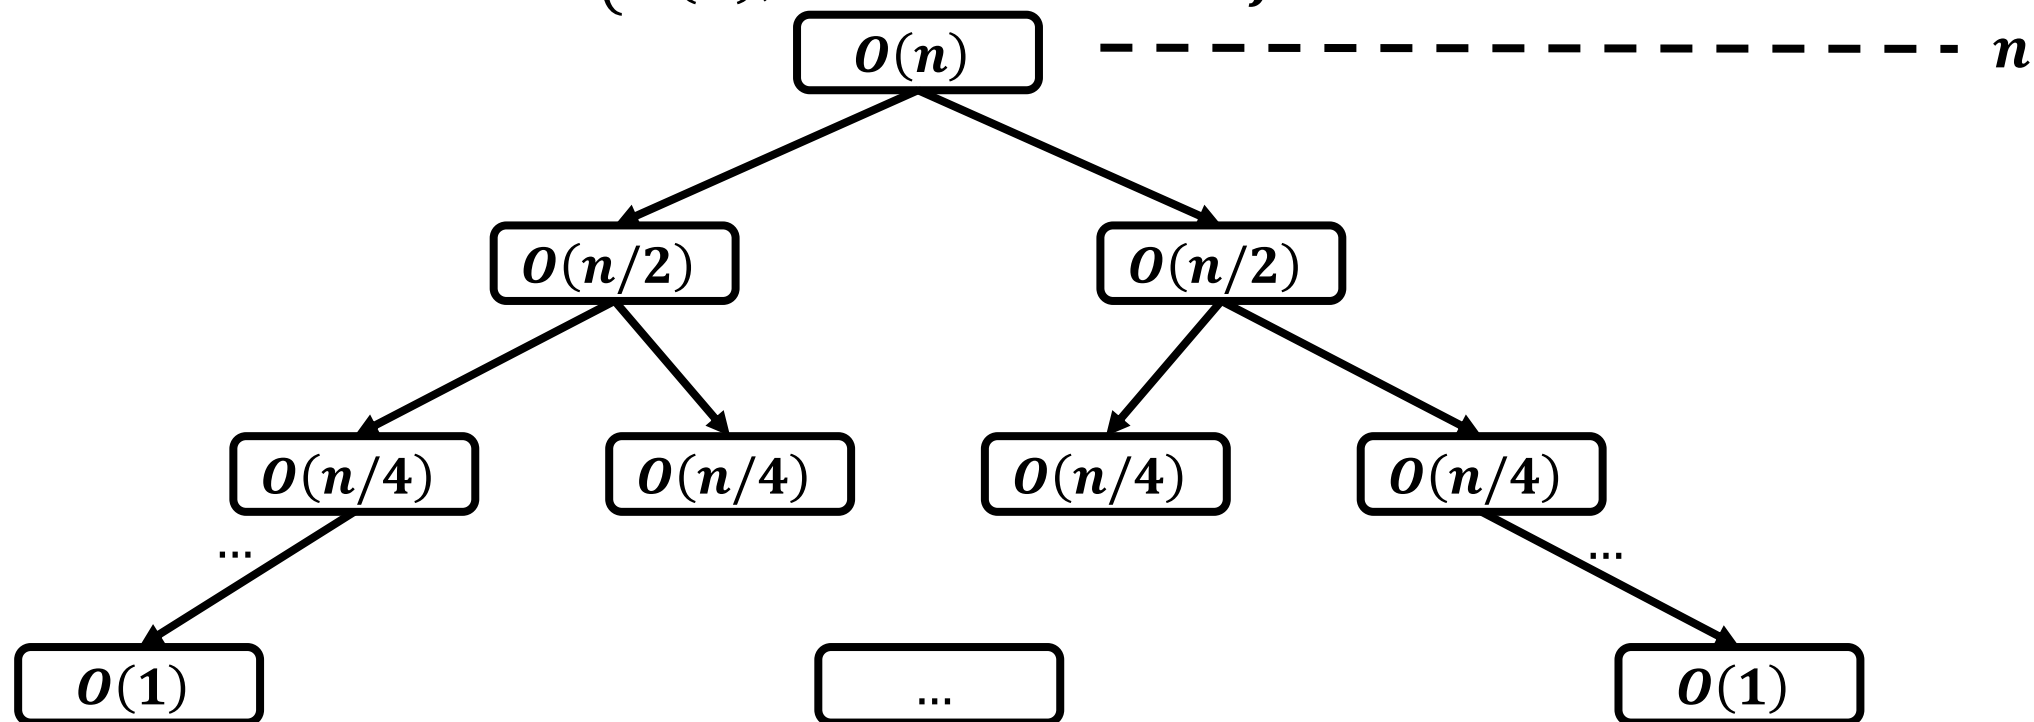 O(n) n
O(n/2) O(n/2)
O(n/4) O(n/4) O(n/4) O(n/4)
... ...
O(1) ... O(1)